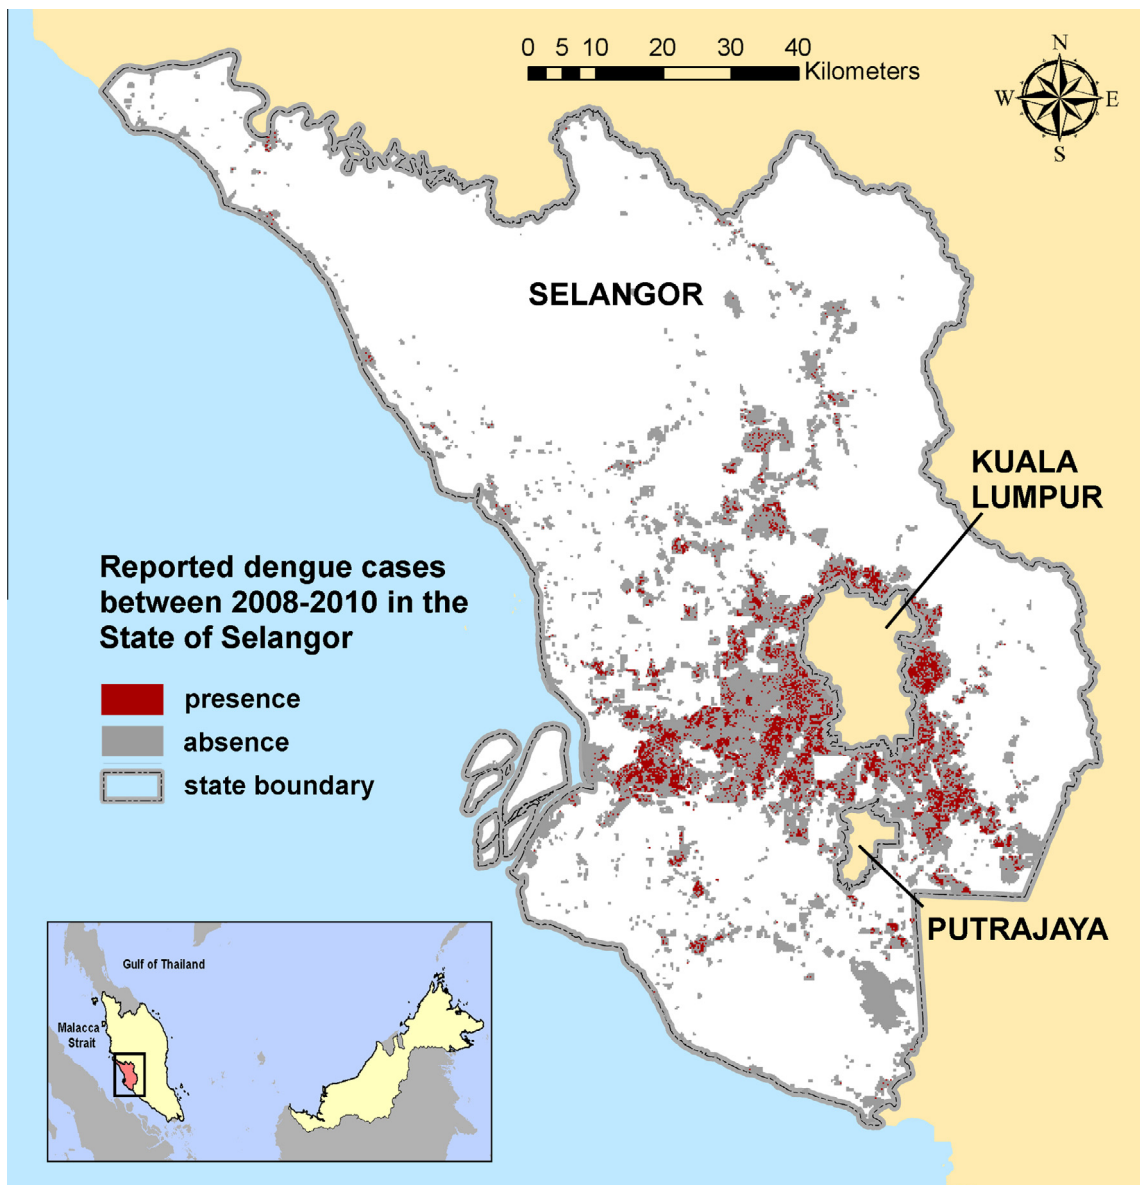 0 5 10 20 30 40
Kilometers
N
W E
S
SELANGOR
KUALA
LUMPUR
Reported dengue cases
between 2008-2010 in the
State of Selangor
presence
absence
state boundary
PUTRAJAYA
Gulf of Thailand
Malacca
Strait